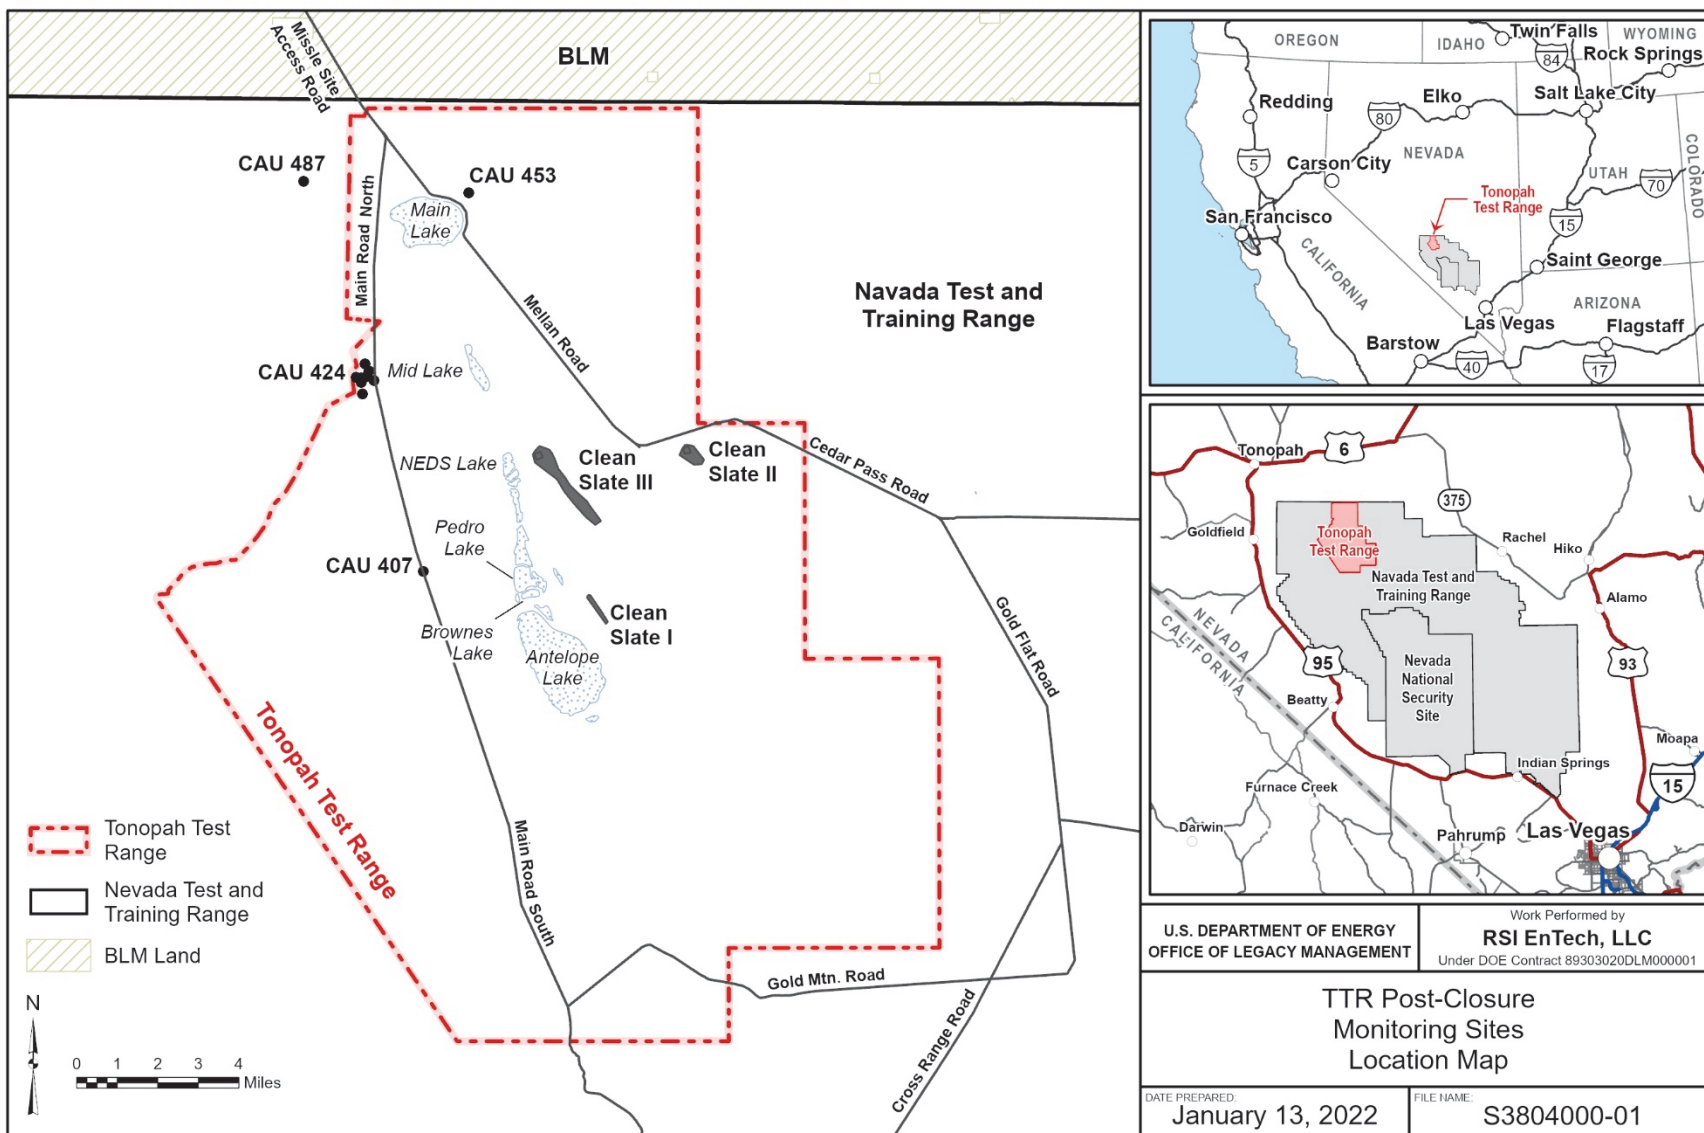 BLM
Missle Site
Access Road
CAU 487
CAU 453
Main
Lake
Main Road North
Mellan Road
Navada Test and
Training Range
CAU 424
Mid Lake
NEDS Lake
Clean
Slate III
Clean
Slate II
Cedar Pass Road
Pedro
Lake
CAU 407
Clean
Slate I
Brownes
Lake
Antelope
Lake
Gold Flat Road
Tonopah Test Range
Main Road South
Gold Mtn. Road
Cross Range Road
Tonopah Test
Range
Nevada Test and
Training Range
BLM Land
N
0 1 2 3 4
Miles
OREGON
IDAHO
Twin Falls
WYOMING
84
Rock Springs
Redding
Elko
Salt Lake City
80
5
Carson City
NEVADA
UTAH
70
COLORADO
Tonopah
Test Range
San Francisco
15
CALIFORNIA
Saint George
ARIZONA
Las Vegas
Flagstaff
Barstow
40
17
Tonopah
6
375
Goldfield
Tonopah
Test Range
Rachel
Hiko
Navada Test and
Training Range
Alamo
NEVADA
CALIFORNIA
95
93
Nevada
National
Security
Site
Beatty
Moapa
Indian Springs
15
Furnace Creek
Darwin
Pahrump
Las Vegas
U.S. DEPARTMENT OF ENERGY
OFFICE OF LEGACY MANAGEMENT
Work Performed by
RSI EnTech, LLC
Under DOE Contract 89303020DLM000001
TTR Post-Closure
Monitoring Sites
Location Map
DATE PREPARED:
January 13, 2022
FILE NAME:
S3804000-01